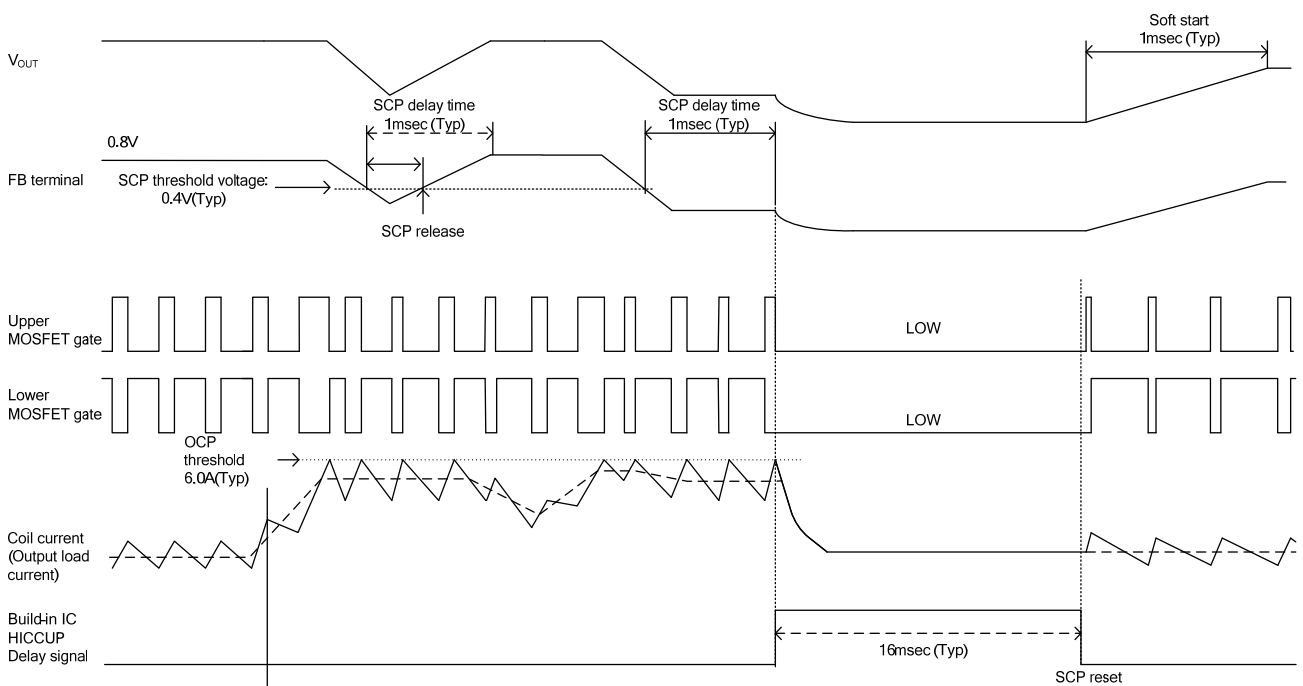 Soft start
1msec (Typ)
VOUT
SCP delay time
1msec (Typ)
SCP delay time
1msec (Typ)
0.8V
FB terminal
SCP threshold voltage:
0.4V(Typ)
SCP release
Upper
MOSFET gate
LOW
Lower
MOSFET gate
LOW
OCP
threshold
6.0A(Typ)
Coil current
(Output load
current)
Build-in IC
HICCUP
Delay signal
16msec (Typ)
SCP reset